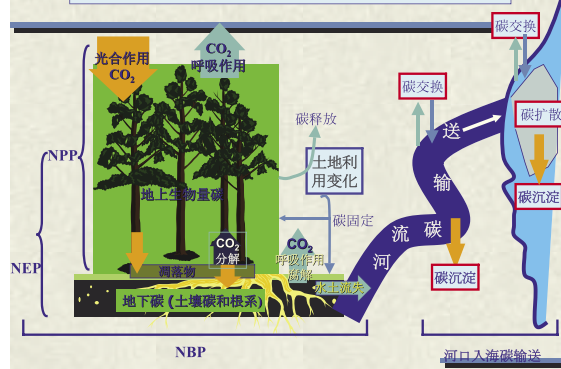 光合作用
CO₂
CO₂
呼吸作用
碳交换
碳交换
碳释放
土地利
用变化
碳扩散
NPP
地上生物量碳
送
输
碳
流
河
碳固定
碳沉淀
CO₂
分解
CO₂
呼吸作用
腐解
NEP
凋落物
碳沉淀
水土流失
地下碳（土壤碳和根系）
NBP
河口入海碳输送